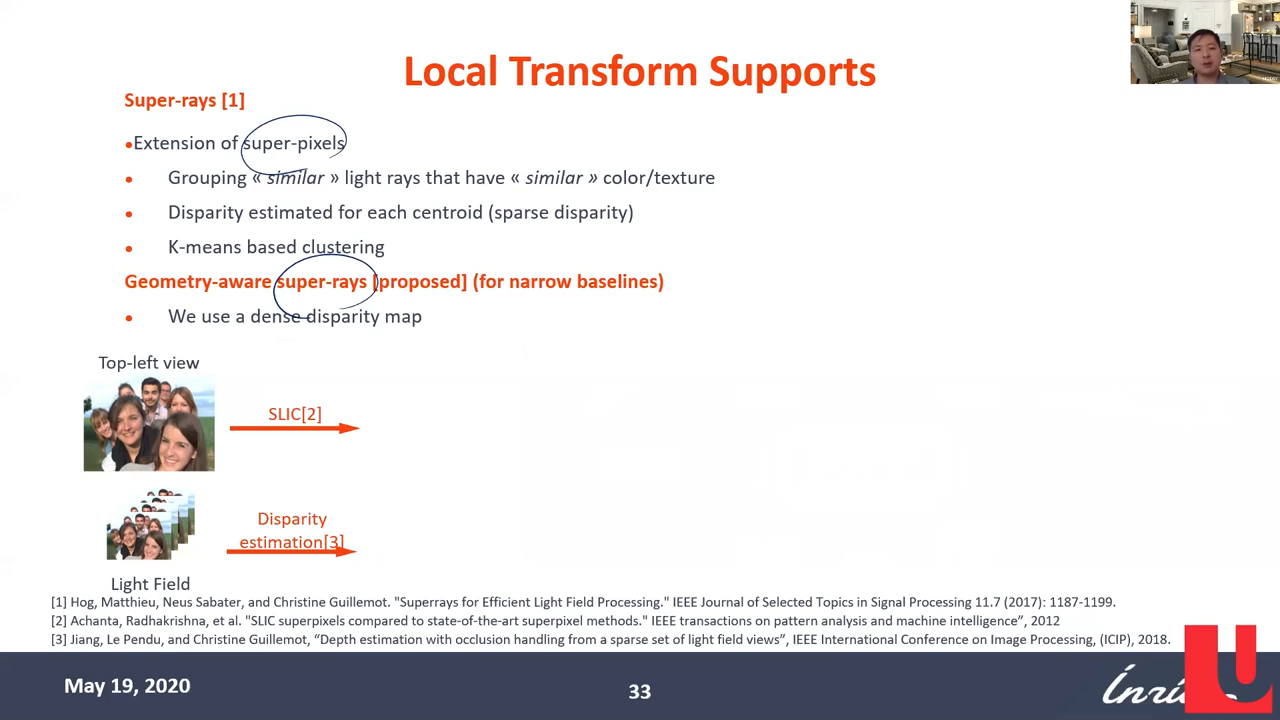 Local Transform Supports
Super-rays [1]
•Extension of super-pixels
• Grouping « similar » light rays that have « similar » color/texture
• Disparity estimated for each centroid (sparse disparity)
• K-means based clustering
Geometry-aware super-rays [proposed] (for narrow baselines)
• We use a dense disparity map
Top-left view
SLIC[2]
Disparity
estimation[3]
Light Field
[1] Hog, Matthieu, Neus Sabater, and Christine Guillemot. "Superrays for Efficient Light Field Processing." IEEE Journal of Selected Topics in Signal Processing 11.7 (2017): 1187-1199.
[2] Achanta, Radhakrishna, et al. "SLIC superpixels compared to state-of-the-art superpixel methods." IEEE transactions on pattern analysis and machine intelligence”, 2012
[3] Jiang, Le Pendu, and Christine Guillemot, “Depth estimation with occlusion handling from a sparse set of light field views”, IEEE International Conference on Image Processing, (ICIP), 2018.
May 19, 2020
33
U